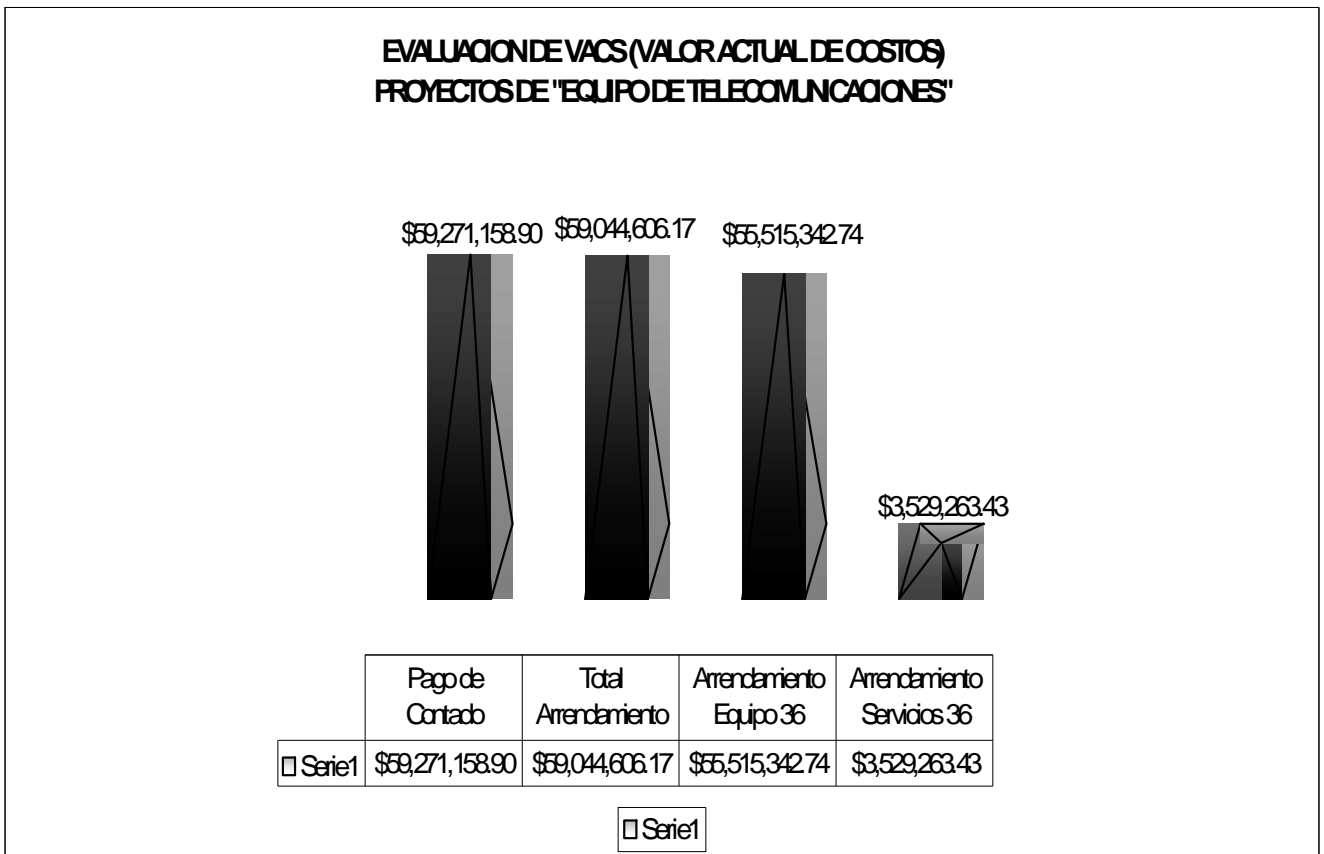 EVALUACION DE VACS (VALOR ACTUAL DE COSTOS)
PROYECTOS DE "EQUIPO DE TELECOMUNICACIONES"
$59,271,158.90 $59,044,606.17 $55,515,342.74
$3,529,263.43
Pago de Contado Total Arrendamiento Arrendamiento Equipo 36 Arrendamiento Servicios 36
Serie1 $59,271,158.90 $59,044,606.17 $55,515,342.74 $3,529,263.43
Serie1